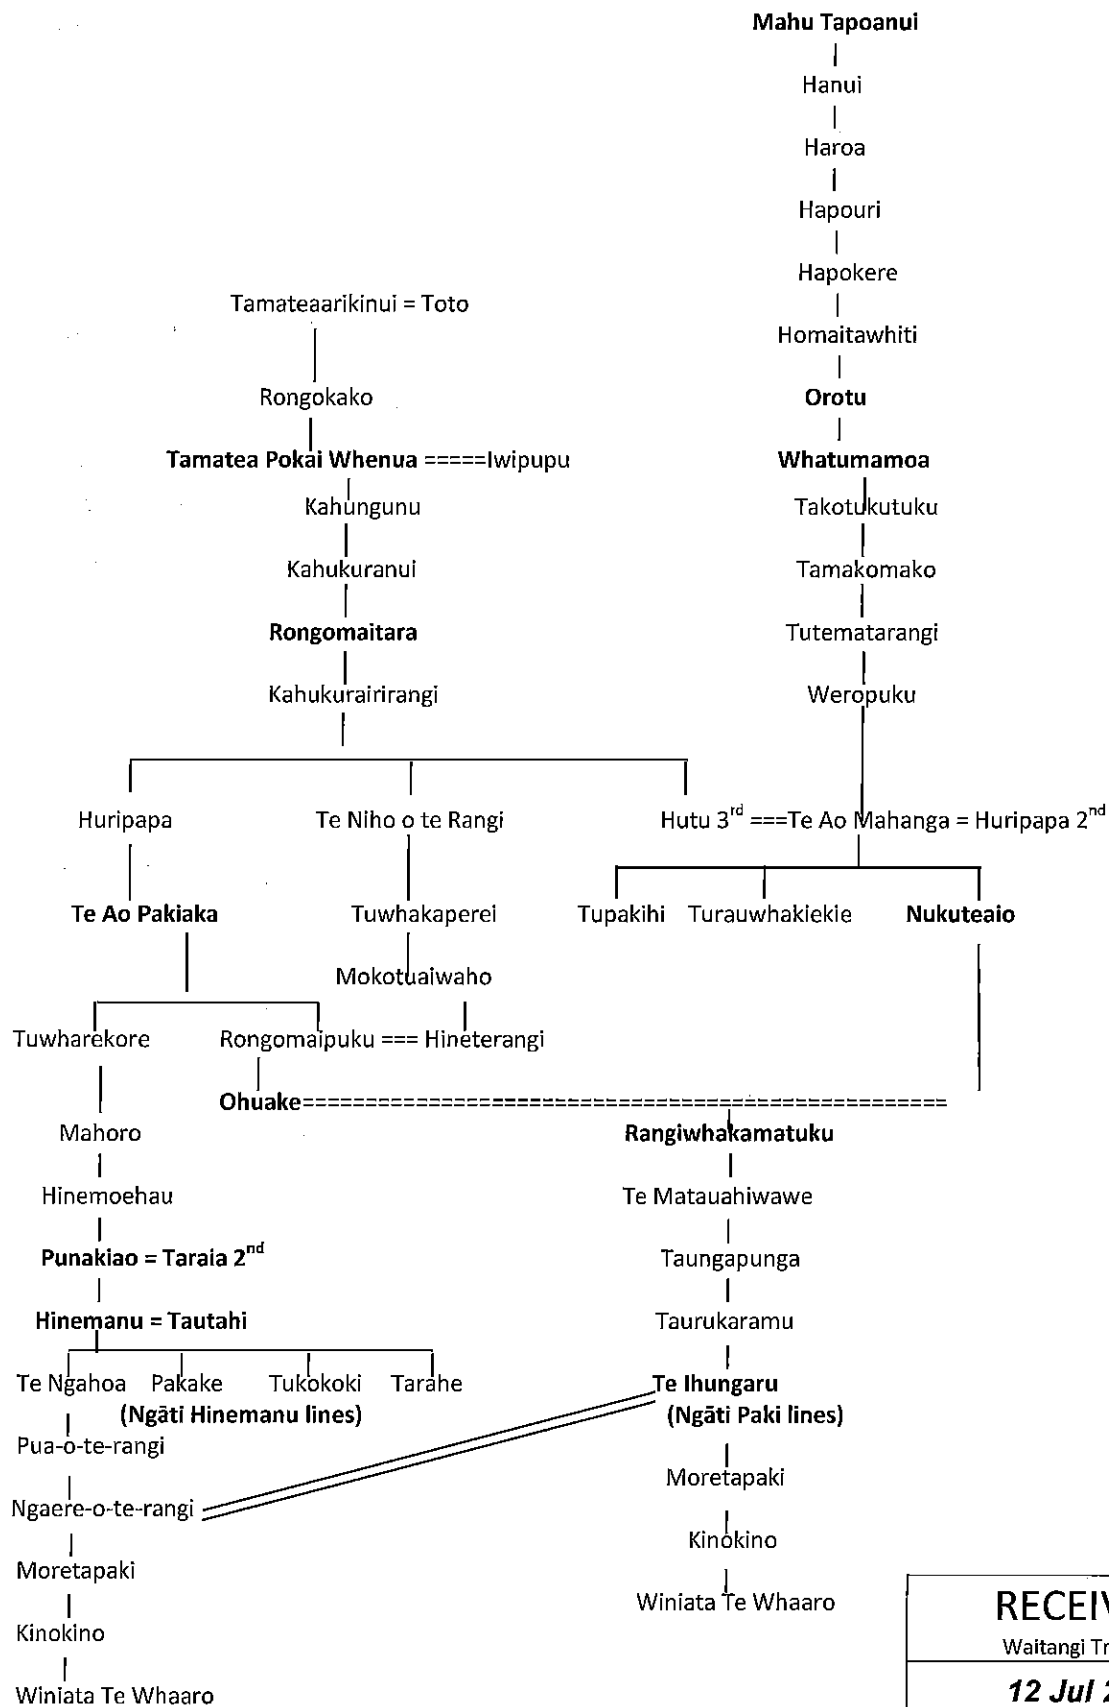 Mahu Tapoanui
Hanui
Haroa
Hapouri
Hapokere
Tamateaarikinui = Toto
Homaitawhiti
Rongokako
Orotu
Tamatea Pokai Whenua =====Iwipupu
Whatumamoa
Kahungunu
Takotukutuku
Kahukuranui
Tamakomako
Rongomaitara
Tutematarangi
Kahukurairirangi
Weropuku
Huripapa
Te Niho o te Rangi
Hutu 3rd ===Te Ao Mahanga = Huripapa 2nd
Te Ao Pakiaka
Tuwhakaperei
Tupakihi
Turauwhakiekie
Nukuteaio
Mokotuaiwaho
Tuwharekore
Rongomaipuku === Hineterangi
Ohuake====================================================
Mahoro
Rangiwhakamatuku
Hinemoehau
Te Matauahiwawe
Punakiao = Taraia 2nd
Taungapunga
Hinemanu = Tautahi
Taurukaramu
Te Ngahoa Pakake Tukokoki Tarahe
Te Ihungaru
(Ngāti Hinemanu lines)
(Ngāti Paki lines)
Pua-o-te-rangi
Moretapaki
Ngaere-o-te-rangi
Kinokino
Moretapaki
Winiata Te Whaaro
Kinokino
Winiata Te Whaaro
RECEIV
Waitangi Tr
12 Jul